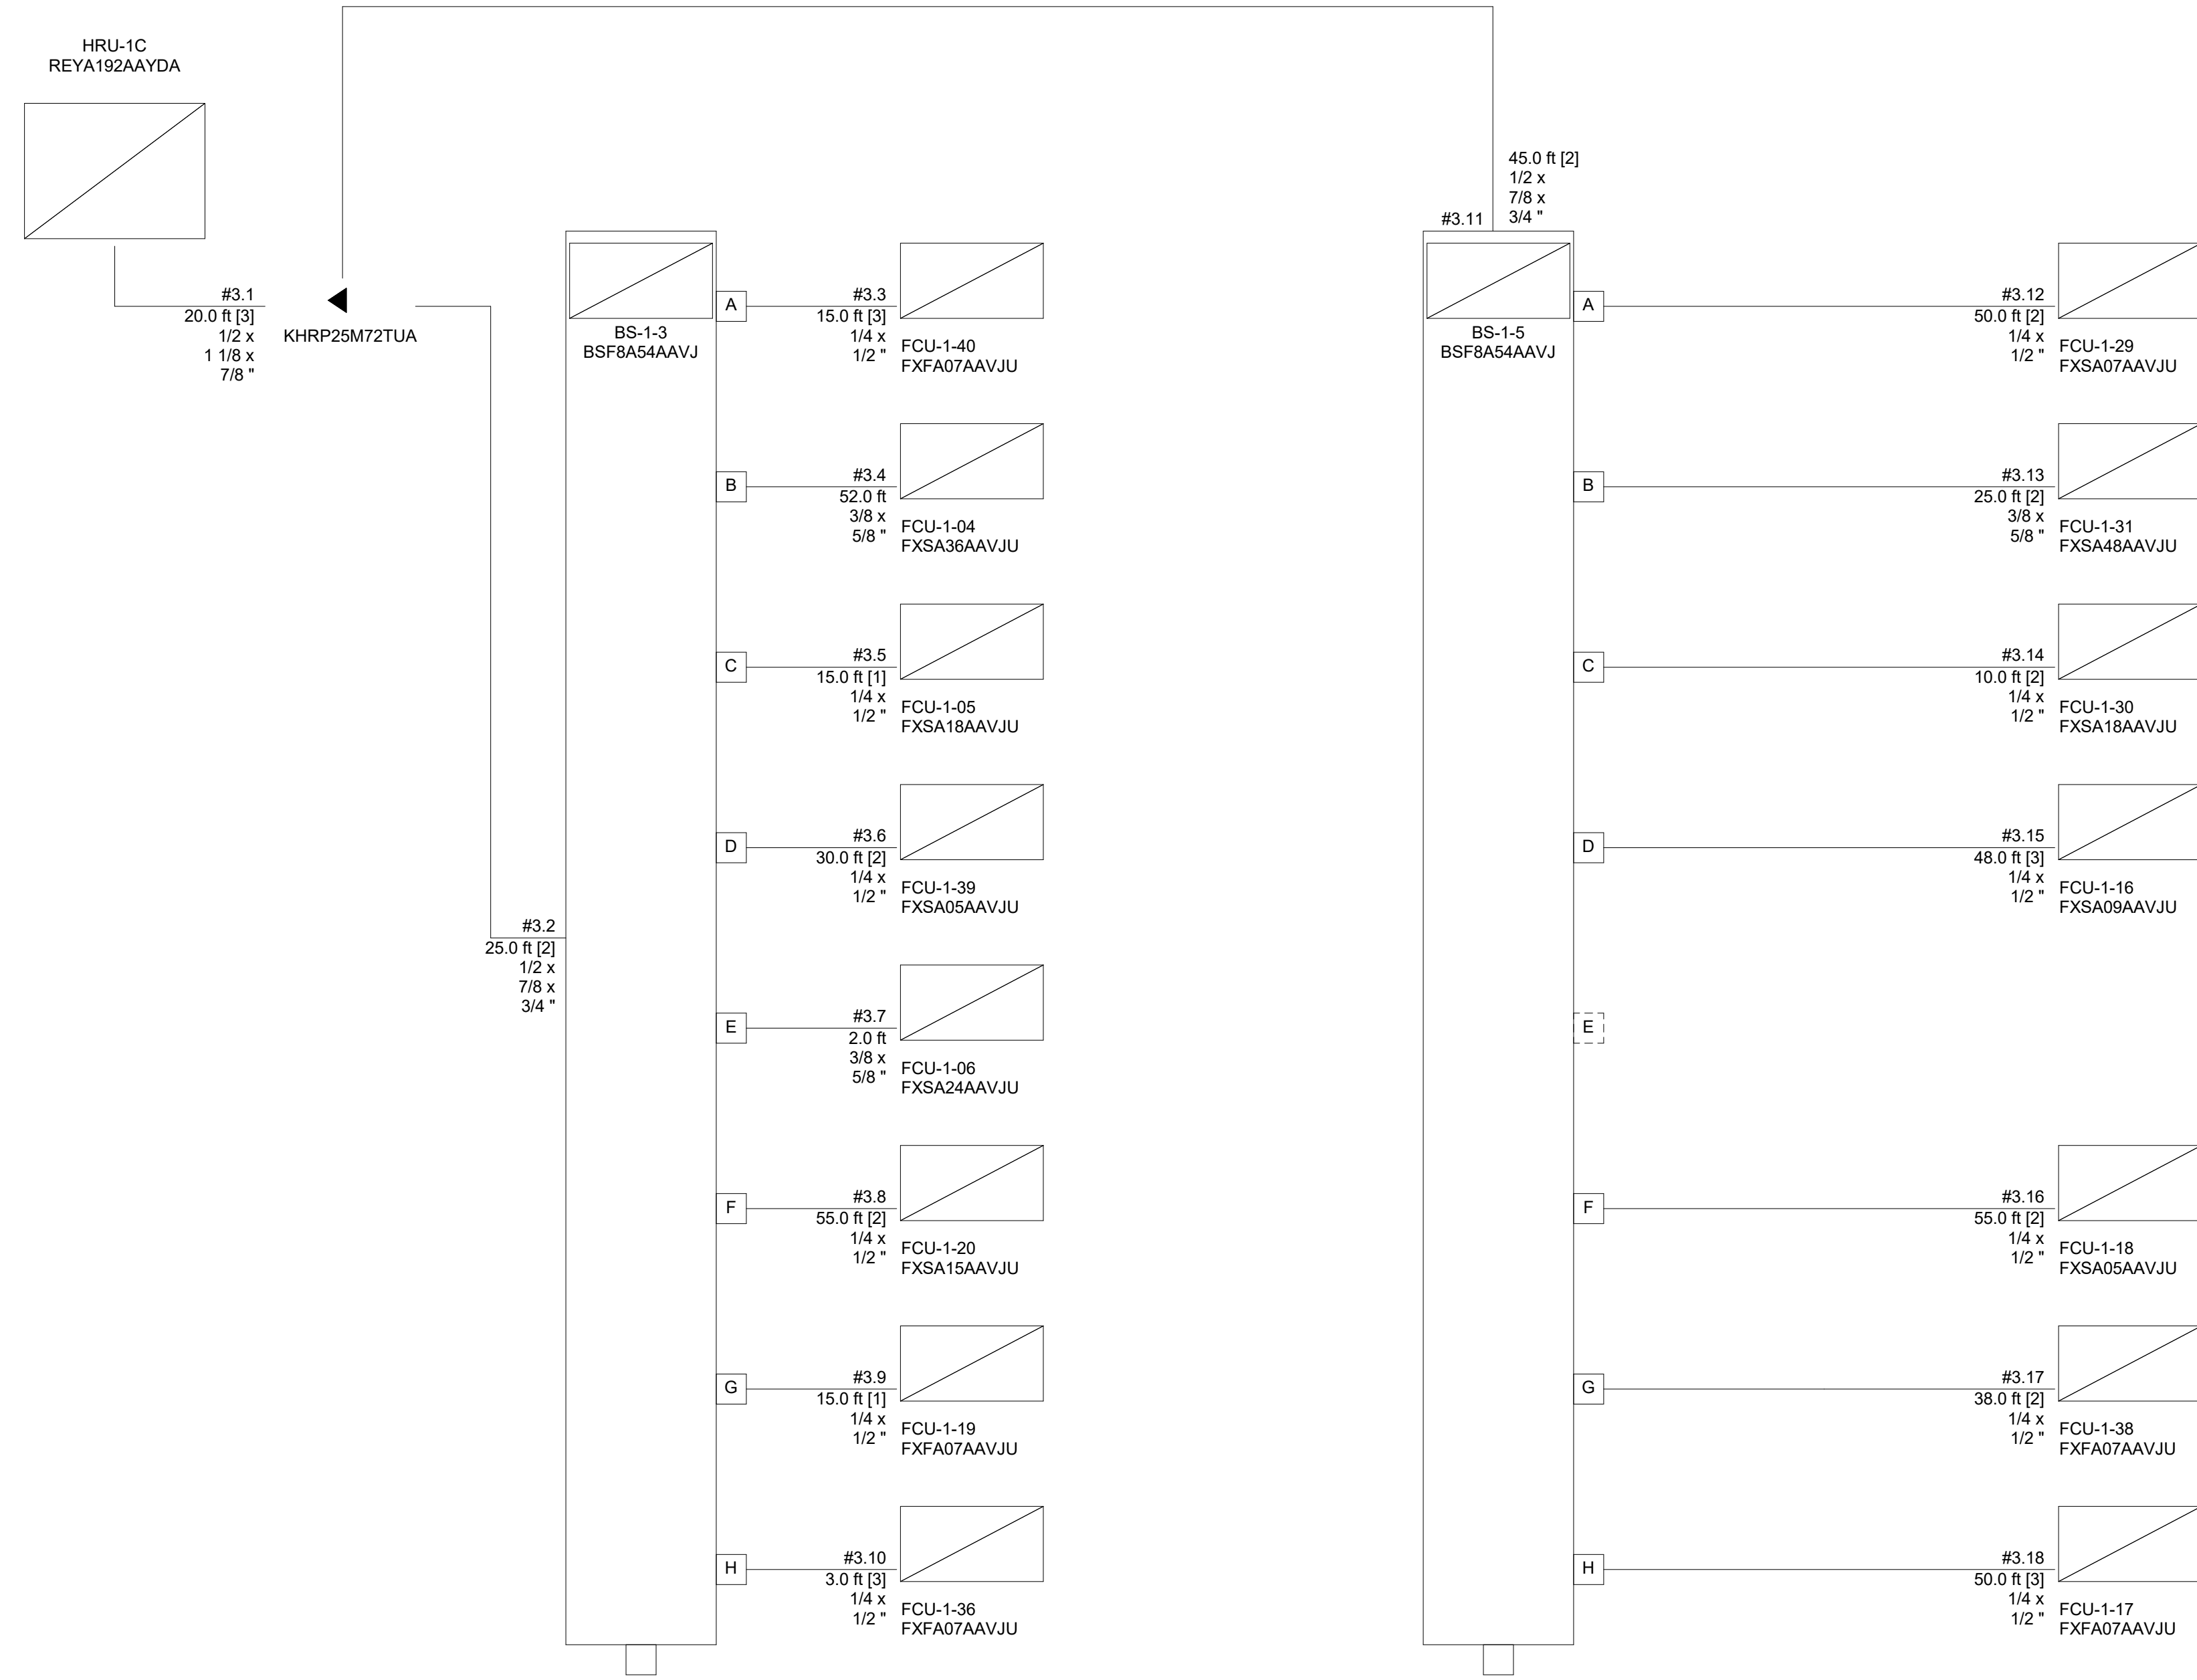 HRU-1C
REYA192AAYDA
#3.1
20.0 ft [3]
1/2 x
1 1/8 x
7/8 "
KHRP25M72TUA
#3.2
25.0 ft [2]
1/2 x
7/8 x
3/4 "
BS-1-3
BSF8A54AAVJ
A
#3.3
15.0 ft [3]
1/4 x
1/2 "
FCU-1-40
FXFA07AAVJU
B
#3.4
52.0 ft
3/8 x
5/8 "
FCU-1-04
FXSA36AAVJU
C
#3.5
15.0 ft [1]
1/4 x
1/2 "
FCU-1-05
FXSA18AAVJU
D
#3.6
30.0 ft [2]
1/4 x
1/2 "
FCU-1-39
FXSA05AAVJU
E
#3.7
2.0 ft
3/8 x
5/8 "
FCU-1-06
FXSA24AAVJU
F
#3.8
55.0 ft [2]
1/4 x
1/2 "
FCU-1-20
FXSA15AAVJU
G
#3.9
15.0 ft [1]
1/4 x
1/2 "
FCU-1-19
FXFA07AAVJU
H
#3.10
3.0 ft [3]
1/4 x
1/2 "
FCU-1-36
FXFA07AAVJU
#3.11
45.0 ft [2]
1/2 x
7/8 x
3/4 "
BS-1-5
BSF8A54AAVJ
A
#3.12
50.0 ft [2]
1/4 x
1/2 "
FCU-1-29
FXSA07AAVJU
B
#3.13
25.0 ft [2]
3/8 x
5/8 "
FCU-1-31
FXSA48AAVJU
C
#3.14
10.0 ft [2]
1/4 x
1/2 "
FCU-1-30
FXSA18AAVJU
D
#3.15
48.0 ft [3]
1/4 x
1/2 "
FCU-1-16
FXSA09AAVJU
E
F
#3.16
55.0 ft [2]
1/4 x
1/2 "
FCU-1-18
FXSA05AAVJU
G
#3.17
38.0 ft [2]
1/4 x
1/2 "
FCU-1-38
FXFA07AAVJU
H
#3.18
50.0 ft [3]
1/4 x
1/2 "
FCU-1-17
FXFA07AAVJU